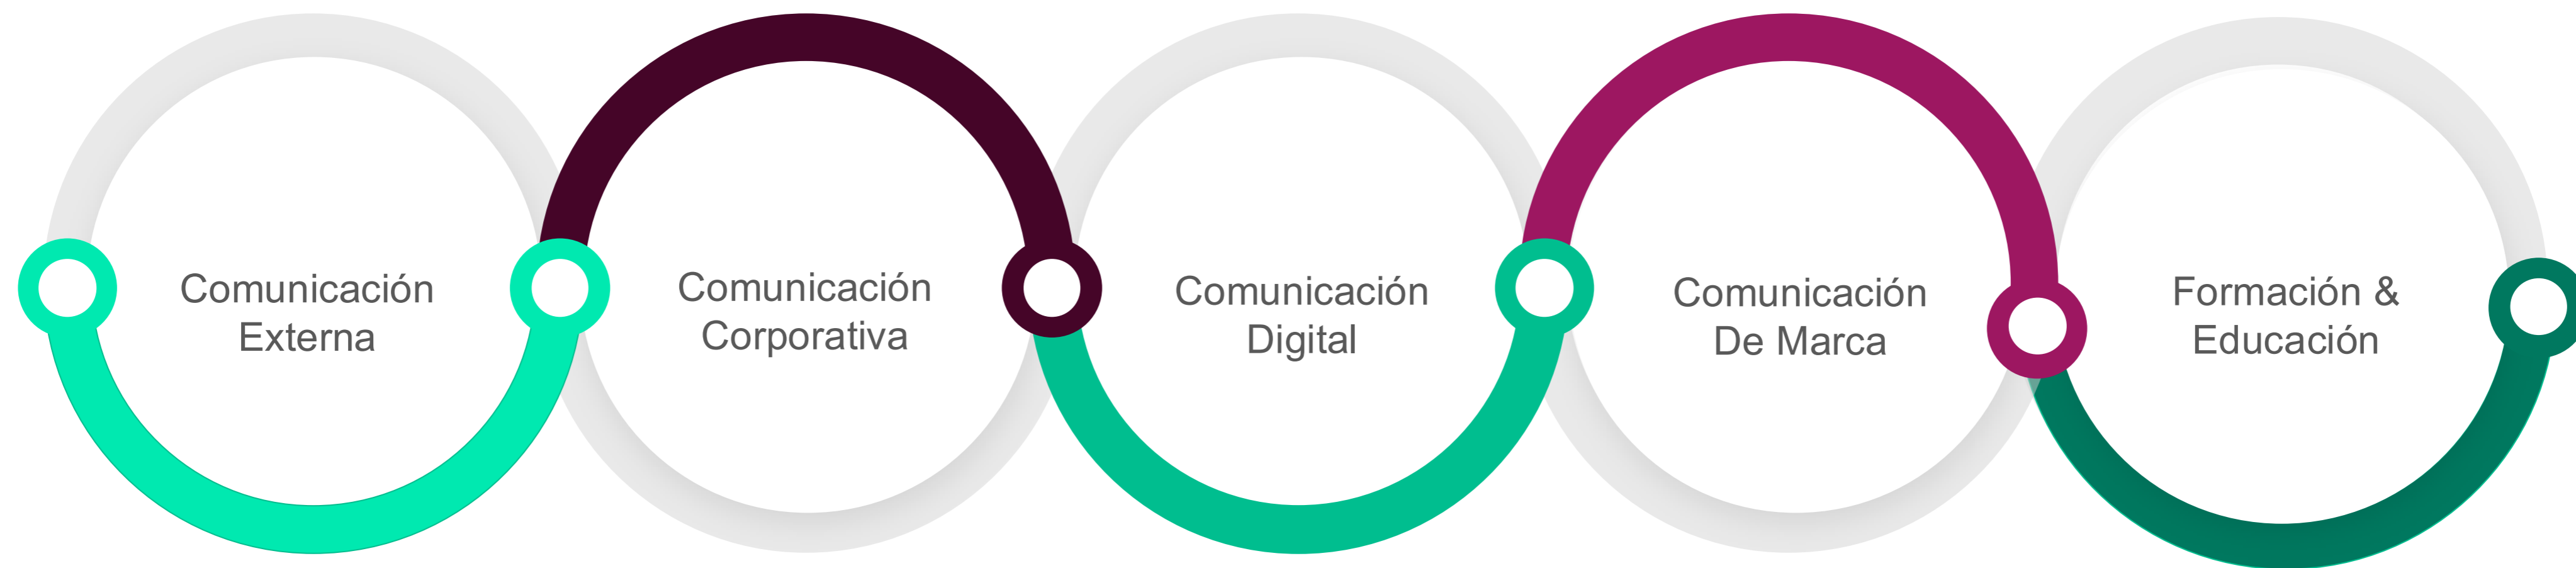 Comunicación
Externa
Comunicación
Corporativa
Comunicación
Digital
Comunicación
De Marca
Formación &
Educación